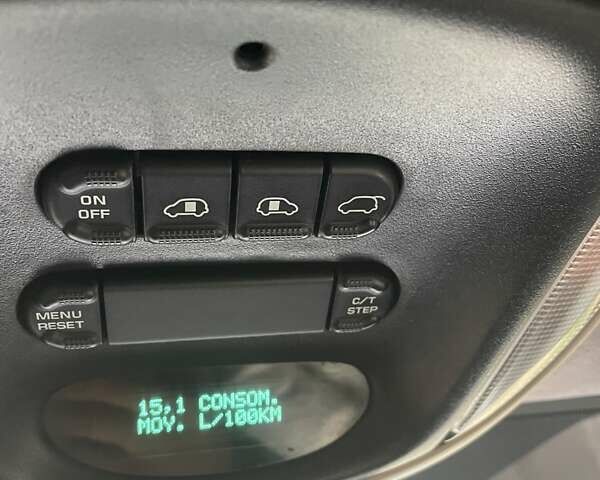 ON
OFF
MENU
RESET
C/T
STEP
15,1 CONSOM.
MOY. L/100KM